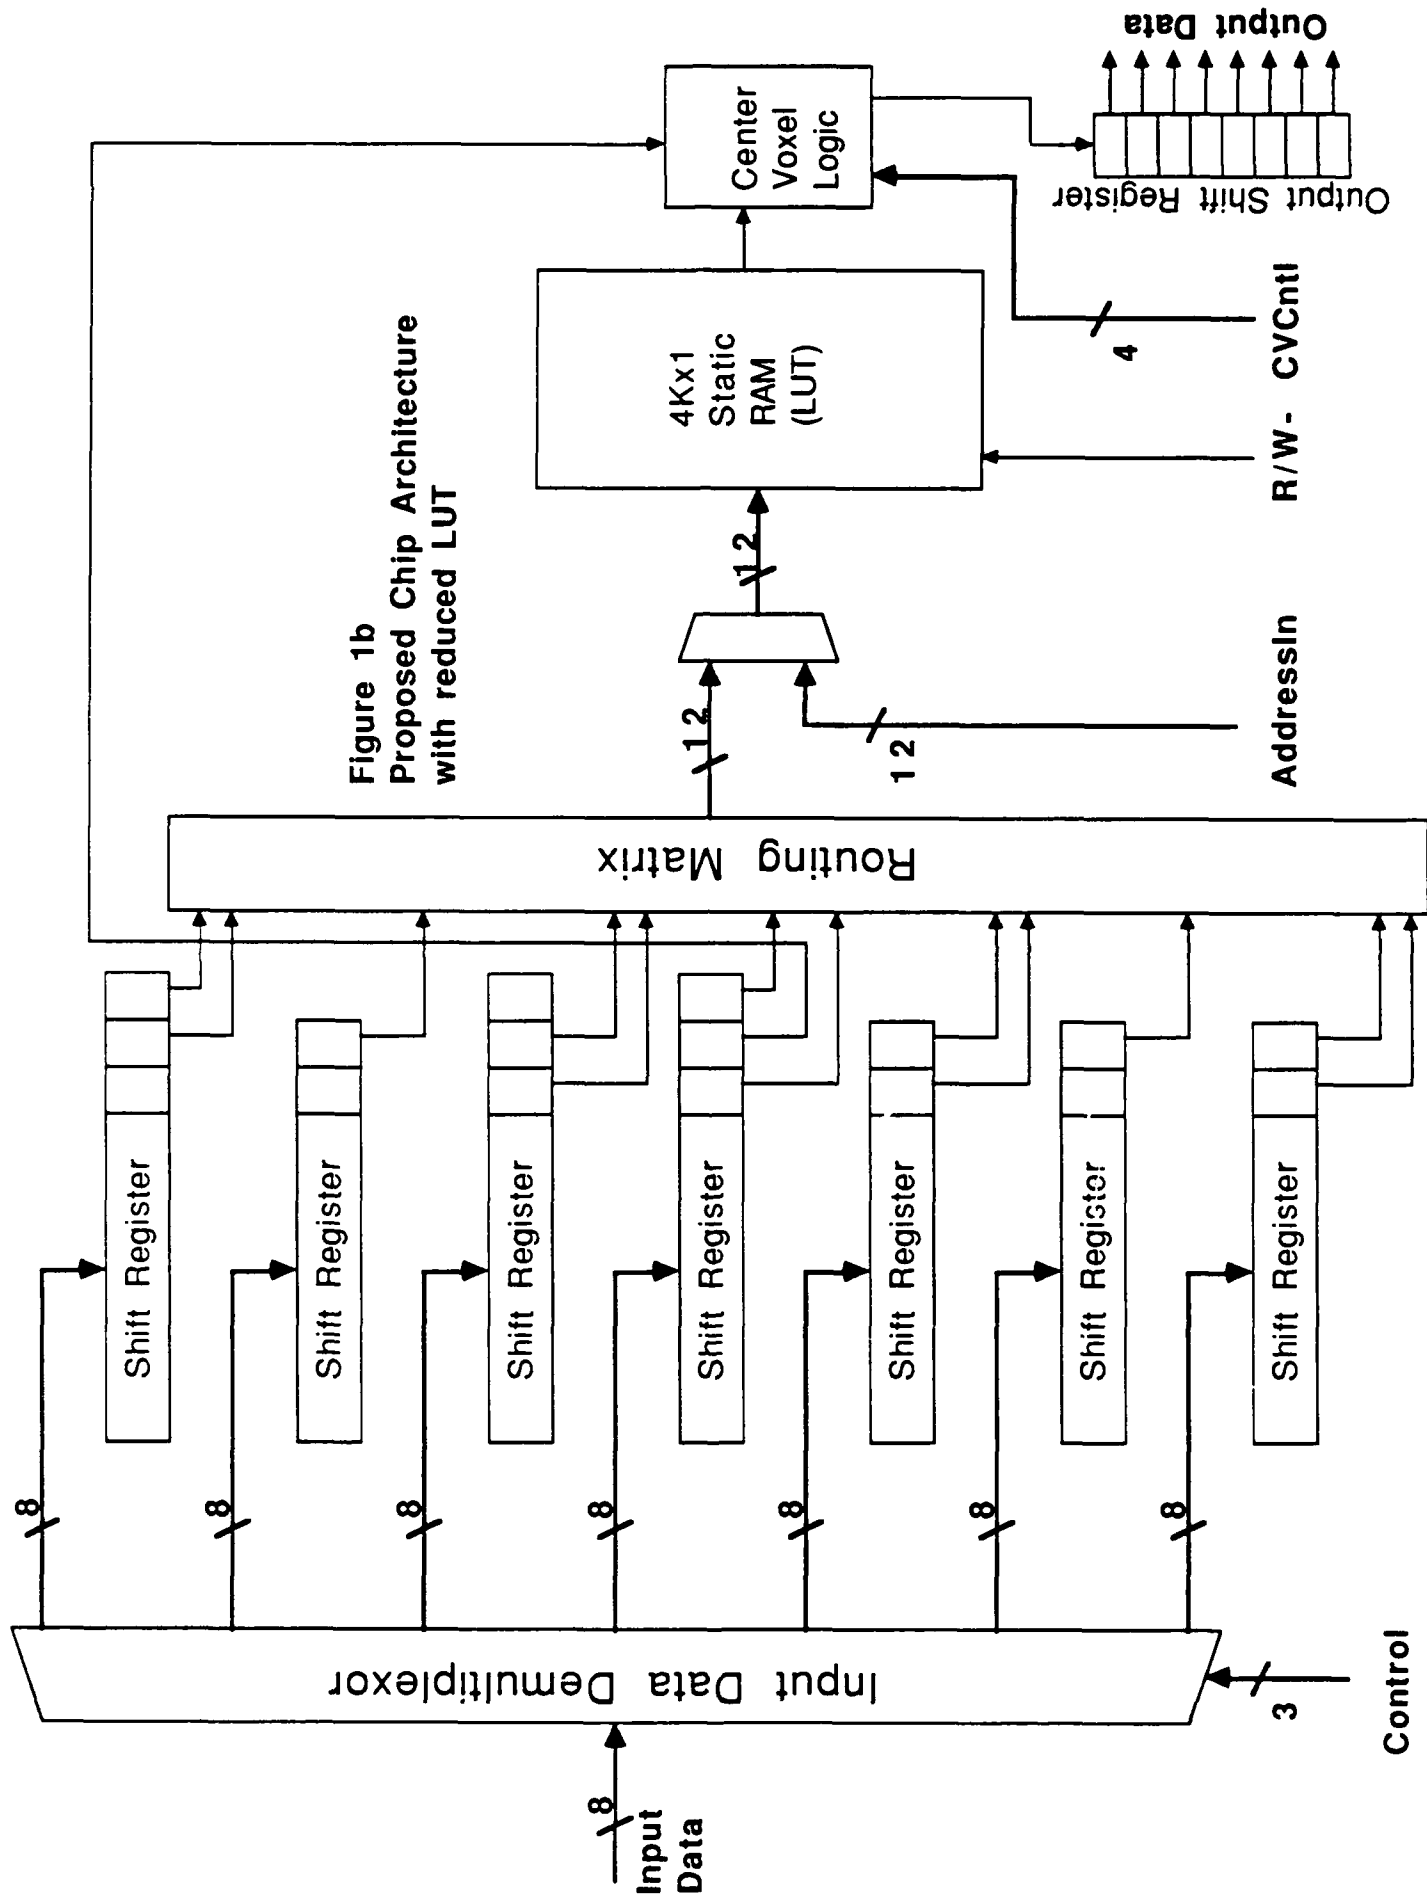 Figure 1b
Proposed Chip Architecture
with reduced LUT
Input
Data
8
Input Data Demultiplexor
3
Control
8
8
8
8
8
8
8
Shift Register
Shift Register
Shift Register
Shift Register
Shift Register
Shift Register
Shift Register
Routing Matrix
12
12
AddressIn
12
4Kx1
Static
RAM
(LUT)
R/W-
Center
Voxel
Logic
4
CVCntl
Output Shift Register
Output Data